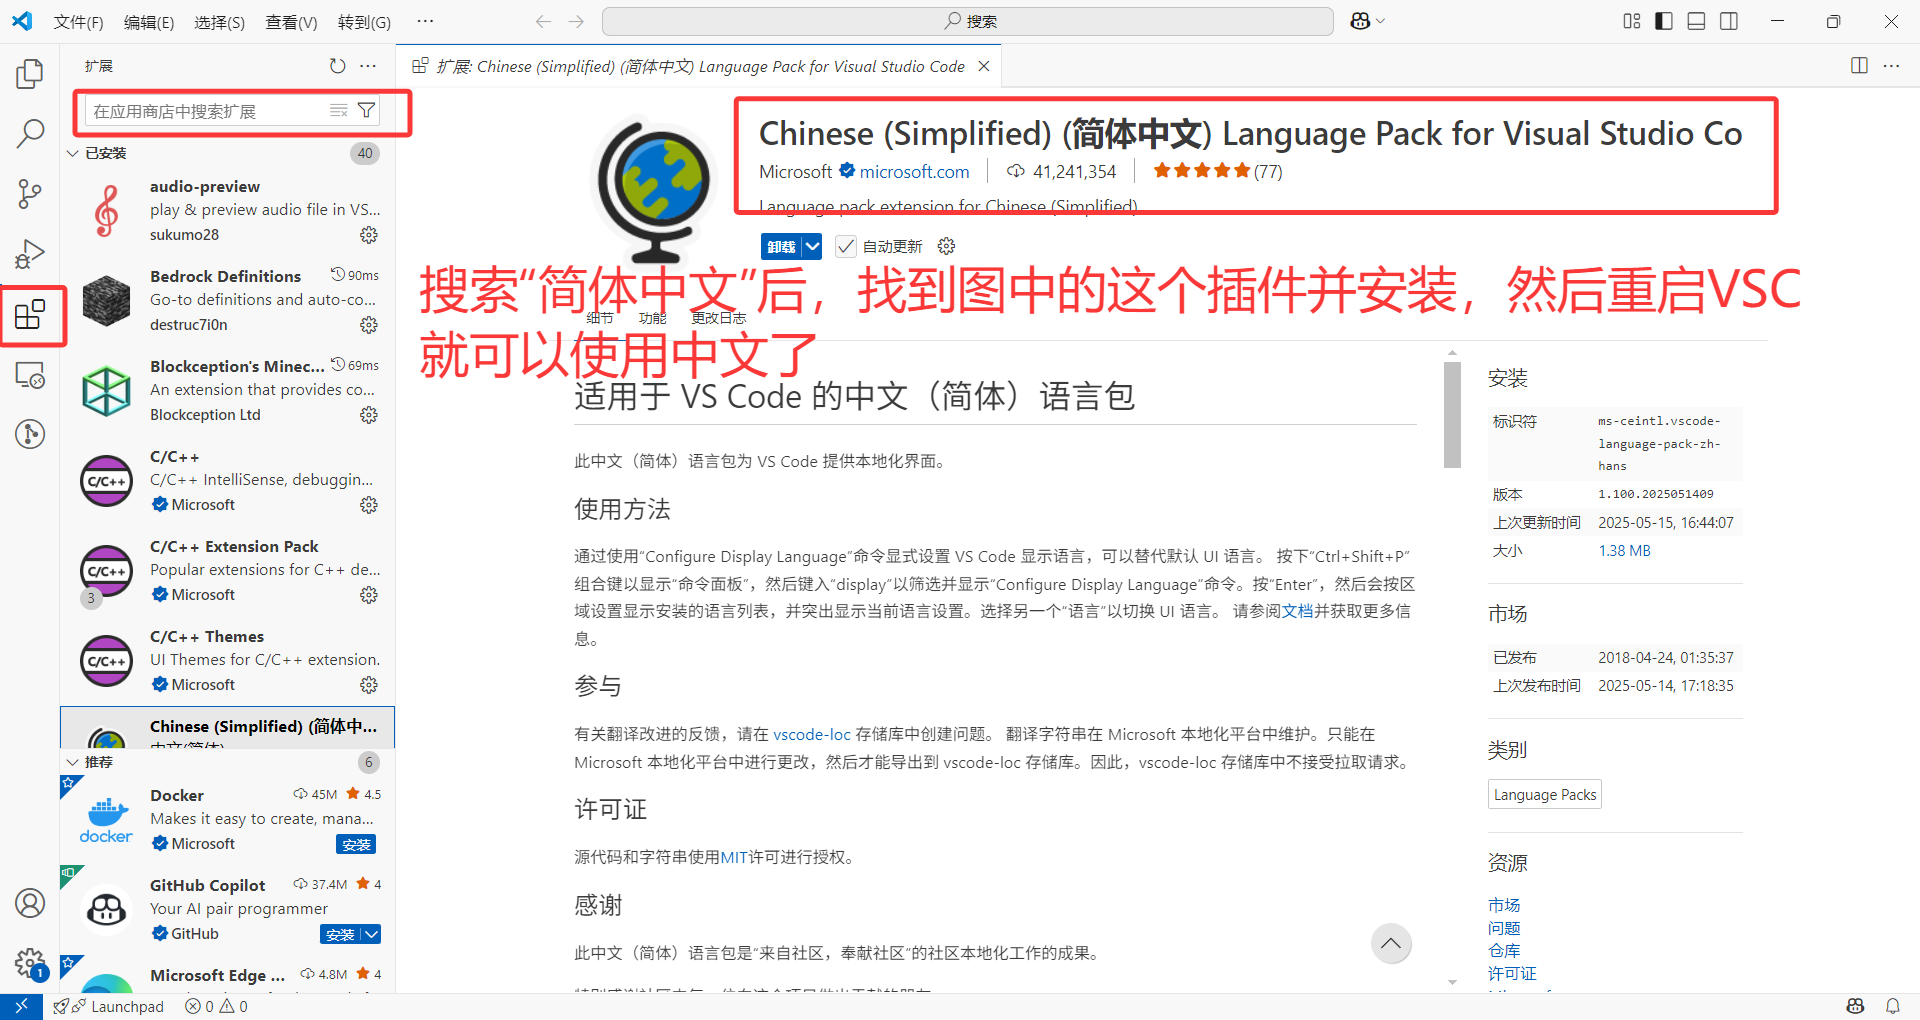 文件(F) 编辑(E) 选择(S) 查看(V) 转到(G) ···
搜索
扩展
扩展: Chinese (Simplified) (简体中文) Language Pack for Visual Studio Code
在应用商店中搜索扩展
已安装 40
audio-preview
play & preview audio file in VS...
sukumo28
Bedrock Definitions 90ms
Go-to definitions and auto-co...
destruc7i0n
Blockception's Minec... 69ms
An extension that provides co...
Blockception Ltd
C/C++
C/C++
C/C++ IntelliSense, debuggin...
Microsoft
C/C++
C/C++ Extension Pack
Popular extensions for C++ de...
3
Microsoft
C/C++
C/C++ Themes
UI Themes for C/C++ extension.
Microsoft
Chinese (Simplified) (简体中...
中文(简体)
推荐 6
docker
Docker 45M 4.5
Makes it easy to create, mana...
Microsoft 安装
GitHub Copilot 37.4M 4
Your AI pair programmer
GitHub 安装
Microsoft Edge ... 4.8M 4
1
Chinese (Simplified) (简体中文) Language Pack for Visual Studio Co
Microsoft microsoft.com 41,241,354 (77)
Language pack extension for Chinese (Simplified)
卸载 自动更新
搜索“简体中文”后，找到图中的这个插件并安装，然后重启VSC
就可以使用中文了
细节 功能 更改日志
适用于 VS Code 的中文（简体）语言包
此中文（简体）语言包为 VS Code 提供本地化界面。
使用方法
通过使用“Configure Display Language”命令显式设置 VS Code 显示语言，可以替代默认 UI 语言。 按下“Ctrl+Shift+P”
组合键以显示“命令面板”，然后键入“display”以筛选并显示“Configure Display Language”命令。按“Enter”，然后会按区
域设置显示安装的语言列表，并突出显示当前语言设置。选择另一个“语言”以切换 UI 语言。 请参阅文档并获取更多信
息。
参与
有关翻译改进的反馈，请在 vscode-loc 存储库中创建问题。 翻译字符串在 Microsoft 本地化平台中维护。只能在
Microsoft 本地化平台中进行更改，然后才能导出到 vscode-loc 存储库。因此，vscode-loc 存储库中不接受拉取请求。
许可证
源代码和字符串使用MIT许可进行授权。
感谢
此中文（简体）语言包是“来自社区，奉献社区”的社区本地化工作的成果。
安装
标识符 ms-ceintl.vscode-
language-pack-zh-
hans
版本 1.100.2025051409
上次更新时间 2025-05-15, 16:44:07
大小 1.38 MB
市场
已发布 2018-04-24, 01:35:37
上次发布时间 2025-05-14, 17:18:35
类别
Language Packs
资源
市场
问题
仓库
许可证
Launchpad 0 0